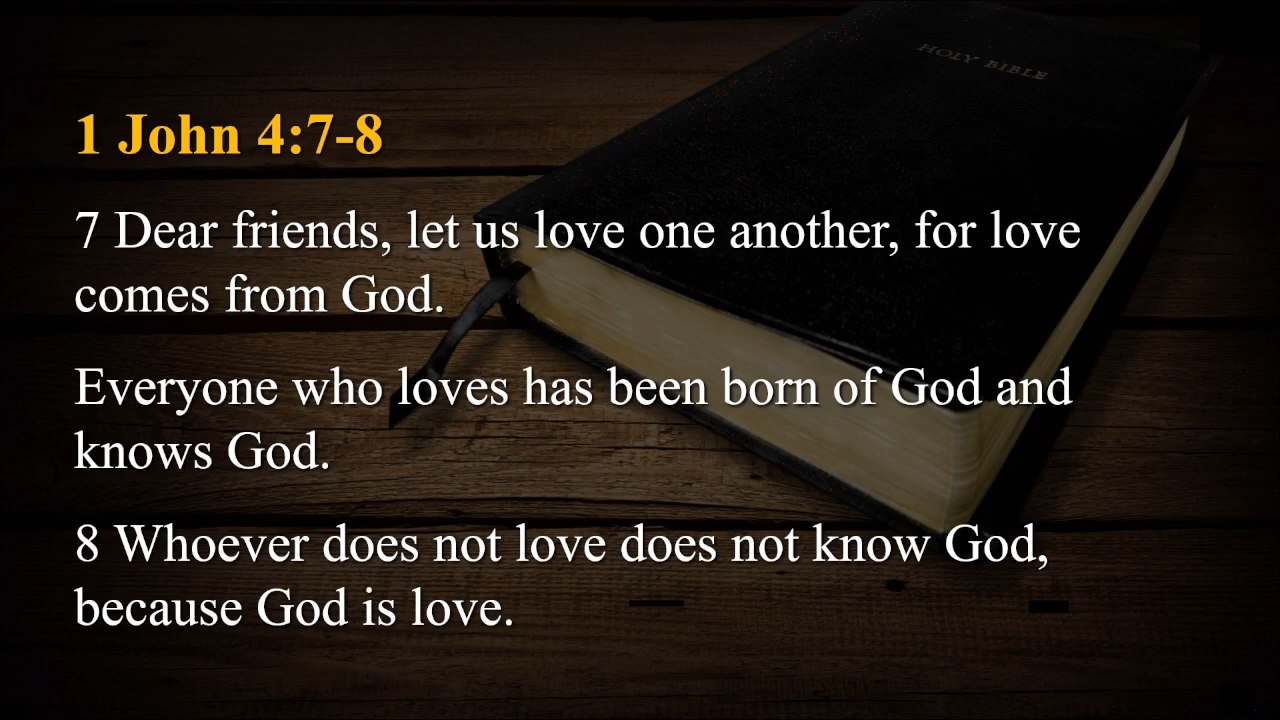 HOLY BIBLE
1 John 4:7-8
7 Dear friends, let us love one another, for love
comes from God.
Everyone who loves has been born of God and
knows God.
8 Whoever does not love does not know God,
because God is love.